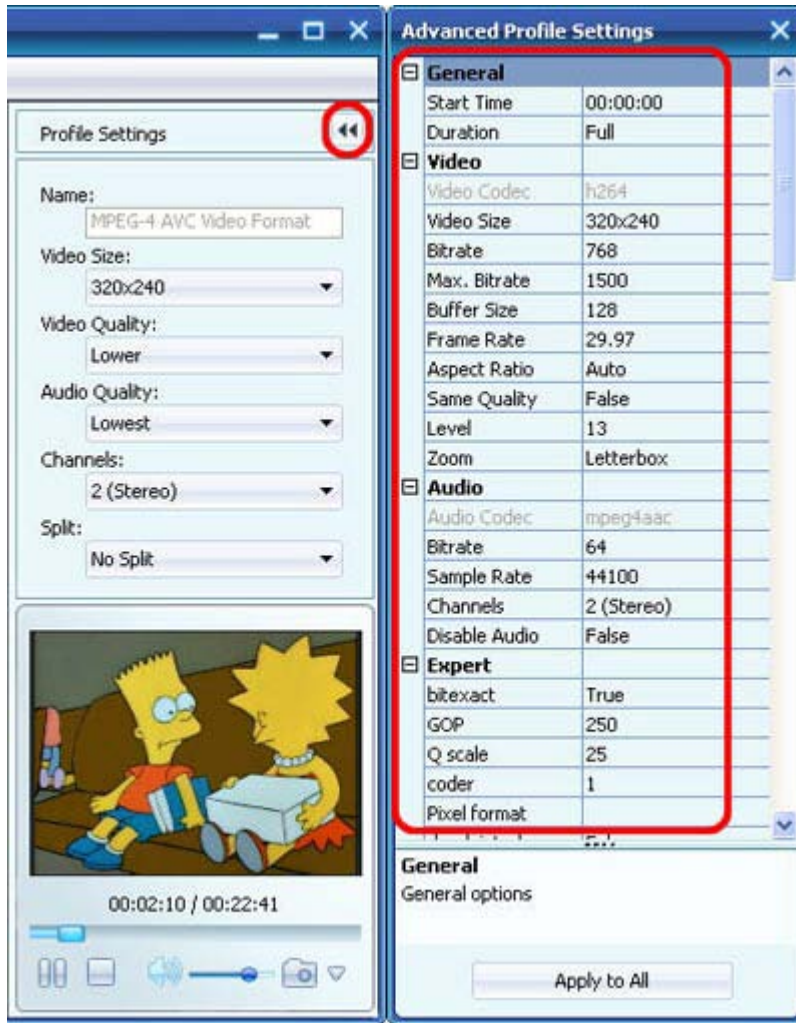 Profile Settings
Name:
MPEG-4 AVC Video Format
Video Size:
320x240
Video Quality:
Lower
Audio Quality:
Lowest
Channels:
2 (Stereo)
Split:
No Split
00:02:10 / 00:22:41
Advanced Profile Settings
General
Start Time 00:00:00
Duration Full
Video
Video Codec h264
Video Size 320x240
Bitrate 768
Max. Bitrate 1500
Buffer Size 128
Frame Rate 29.97
Aspect Ratio Auto
Same Quality False
Level 13
Zoom Letterbox
Audio
Audio Codec mpeg4aac
Bitrate 64
Sample Rate 44100
Channels 2 (Stereo)
Disable Audio False
Expert
bitexact True
GOP 250
Q scale 25
coder 1
Pixel format
General
General options
Apply to All